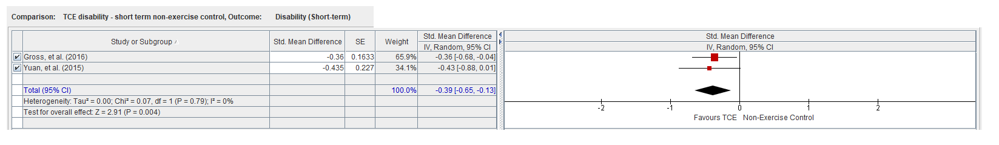 Comparison: TCE disability - short term non-exercise control, Outcome: Disability (Short-term)
Study or Subgroup Std. Mean Difference SE Weight Std. Mean Difference IV, Random, 95% CI Std. Mean Difference IV, Random, 95% CI
Gross, et al. (2016) -0.36 0.1633 65.9% -0.36 [-0.68, -0.04]
Yuan, et al. (2015) -0.435 0.227 34.1% -0.43 [-0.88, 0.01]
Total (95% CI) 100.0% -0.39 [-0.65, -0.13]
Heterogeneity: Tau² = 0.00; Chi² = 0.07, df = 1 (P = 0.79); I² = 0%
Test for overall effect: Z = 2.91 (P = 0.004)
-2 -1 0 1 2
Favours TCE Non-Exercise Control